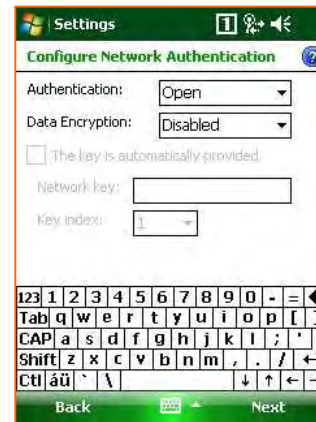 Settings 1
Configure Network Authentication ?
Authentication: Open
Data Encryption: Disabled
The key is automatically provided
Network key:
Key index: 1
123 1 2 3 4 5 6 7 8 9 0 - =
Tab q w e r t y u i o p [ ]
CAP a s d f g h j k l ; '
Shift z x c v b n m , . / ←
Ctl áü ` \ ↓ ↑ ← →
Back Next